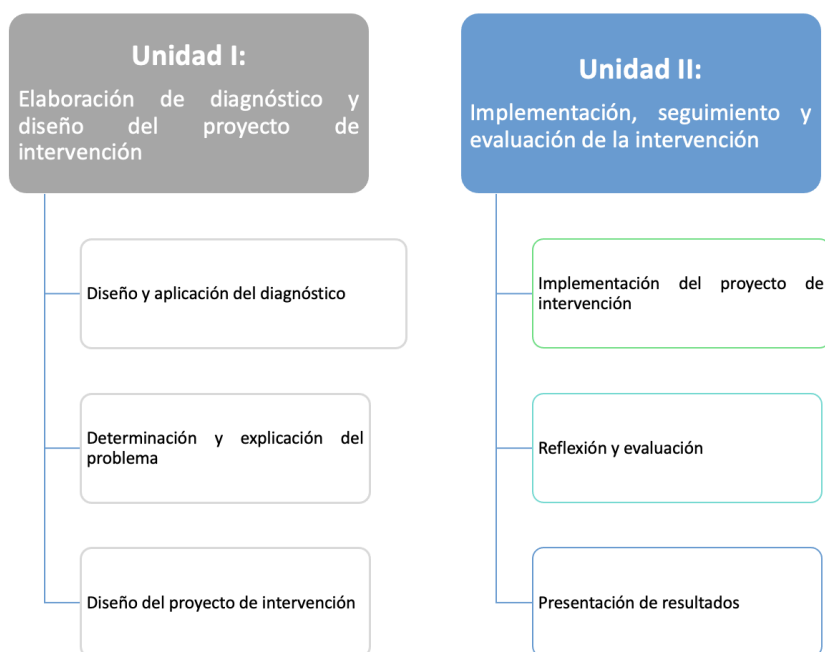 Unidad I:
Elaboración de diagnóstico y
diseño del proyecto de
intervención
Diseño y aplicación del diagnóstico
Determinación y explicación del
problema
Diseño del proyecto de intervención
Unidad II:
Implementación, seguimiento y
evaluación de la intervención
Implementación del proyecto de
intervención
Reflexión y evaluación
Presentación de resultados